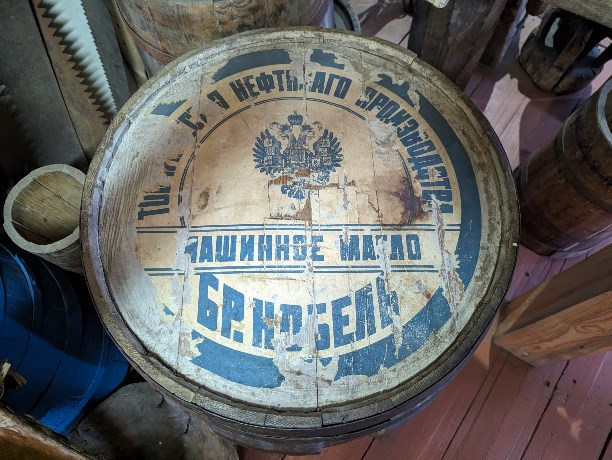 НЕФТЯНАГО ПРОИЗВОДСТВА
МАШИННОЕ МАСЛО
БР. НОБЕЛЬ